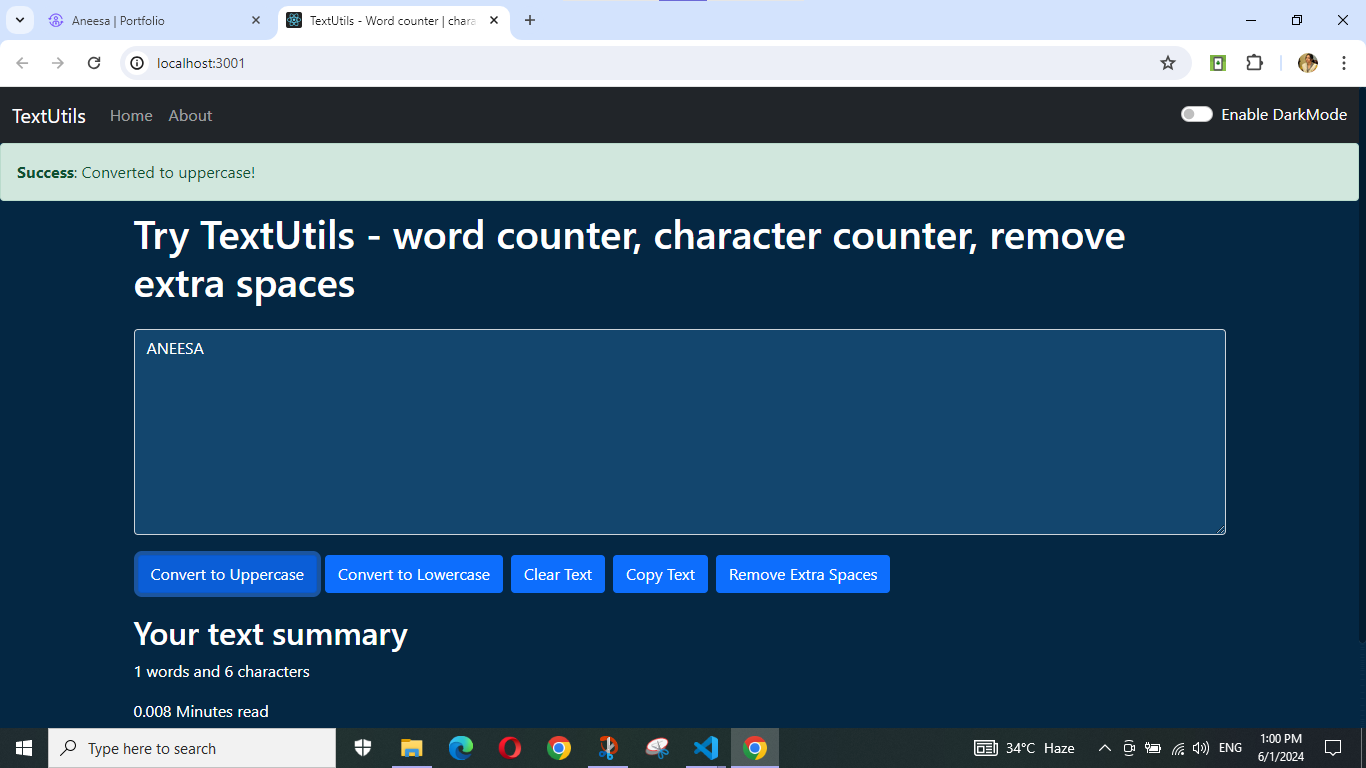 Aneesa | Portfolio
TextUtils - Word counter | chara
localhost:3001
TextUtils Home About Enable DarkMode
Success: Converted to uppercase!
Try TextUtils - word counter, character counter, remove
extra spaces
ANEESA
Convert to Uppercase Convert to Lowercase Clear Text Copy Text Remove Extra Spaces
Your text summary
1 words and 6 characters
0.008 Minutes read
Type here to search
34°C Haze
ENG
1:00 PM
6/1/2024